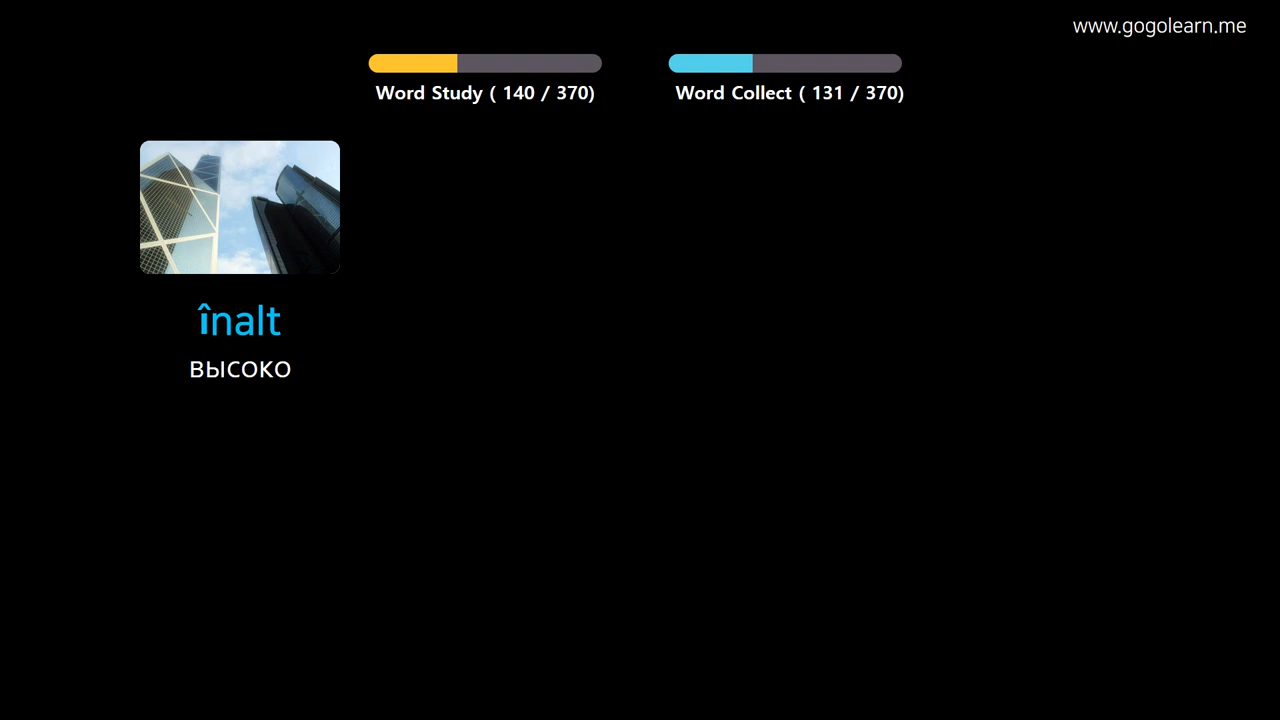 www.gogolearn.me
Word Study ( 140 / 370)
Word Collect ( 131 / 370)
înalt
высоко